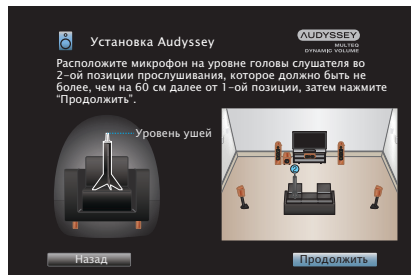 Установка Audyssey
AUDYSSEY
MULTEQ
DYNAMIC VOLUME
Расположите микрофон на уровне головы слушателя во
2-ой позиции прослушивания, которое должно быть не
более, чем на 60 см далее от 1-ой позиции, затем нажмите
"Продолжить".
Уровень ушей
2
Назад
Продолжить